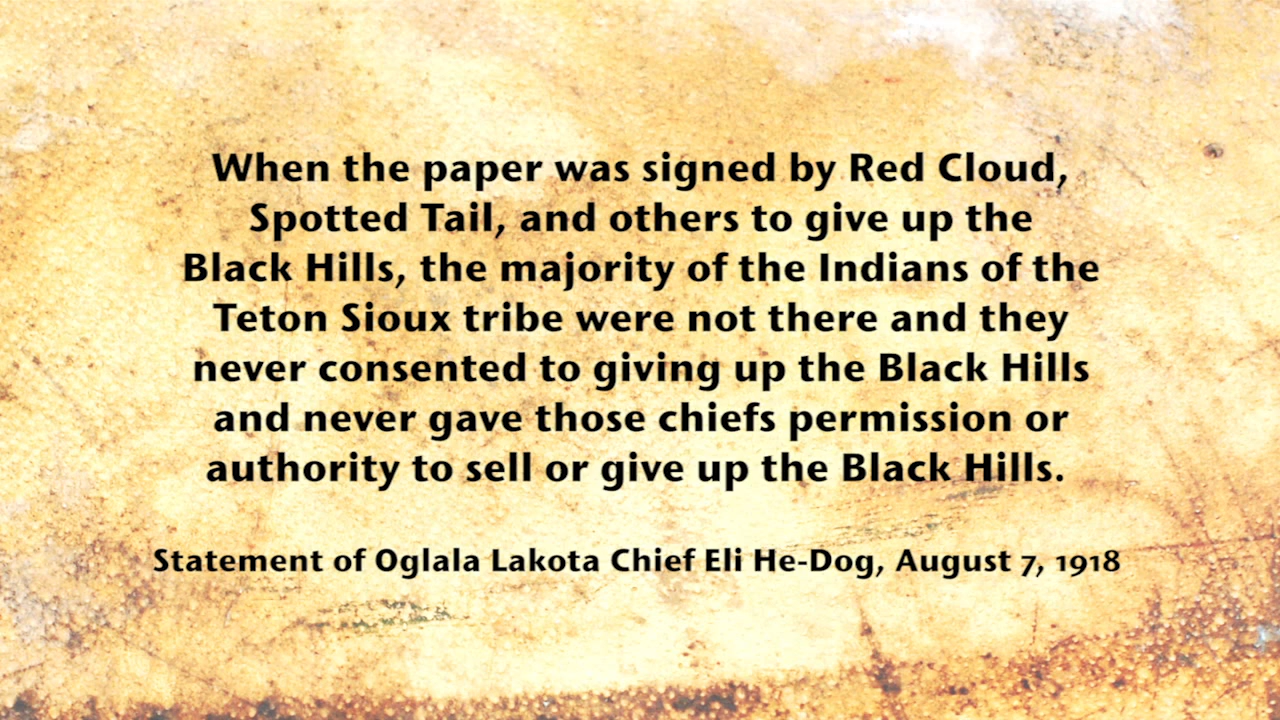 When the paper was signed by Red Cloud,
Spotted Tail, and others to give up the
Black Hills, the majority of the Indians of the
Teton Sioux tribe were not there and they
never consented to giving up the Black Hills
and never gave those chiefs permission or
authority to sell or give up the Black Hills.
Statement of Oglala Lakota Chief Eli He-Dog, August 7, 1918